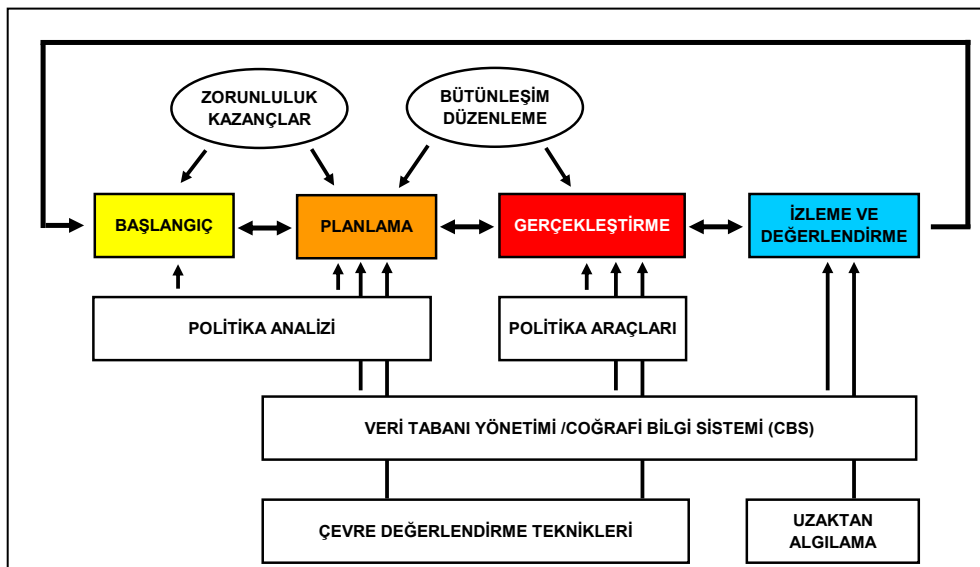 ZORUNLULUK
KAZANÇLAR
BÜTÜNLEŞİM
DÜZENLEME
BAŞLANGIÇ
PLANLAMA
GERÇEKLEŞTİRME
İZLEME VE
DEĞERLENDİRME
POLİTİKA ANALİZİ
POLİTİKA ARAÇLARI
VERİ TABANI YÖNETİMİ /COĞRAFİ BİLGİ SİSTEMİ (CBS)
ÇEVRE DEĞERLENDİRME TEKNİKLERİ
UZAKTAN
ALGILAMA